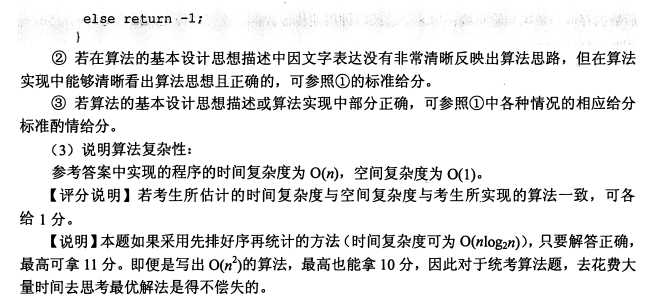 else return -1;
}
② 若在算法的基本设计思想描述中因文字表达没有非常清晰反映出算法思路，但在算法
实现中能够清晰看出算法思想且正确的，可参照①的标准给分。
③ 若算法的基本设计思想描述或算法实现中部分正确，可参照①中各种情况的相应给分
标准酌情给分。
（3）说明算法复杂性：
参考答案中实现的程序的时间复杂度为 O(n)，空间复杂度为 O(1)。
【评分说明】若考生所估计的时间复杂度与空间复杂度与考生所实现的算法一致，可各
给 1 分。
【说明】本题如果采用先排好序再统计的方法（时间复杂度可为 O(nlog₂n)），只要解答正确，
最高可拿 11 分。即便是写出 O(n²)的算法，最高也能拿 10 分，因此对于统考算法题，去花费大
量时间去思考最优解法是得不偿失的。